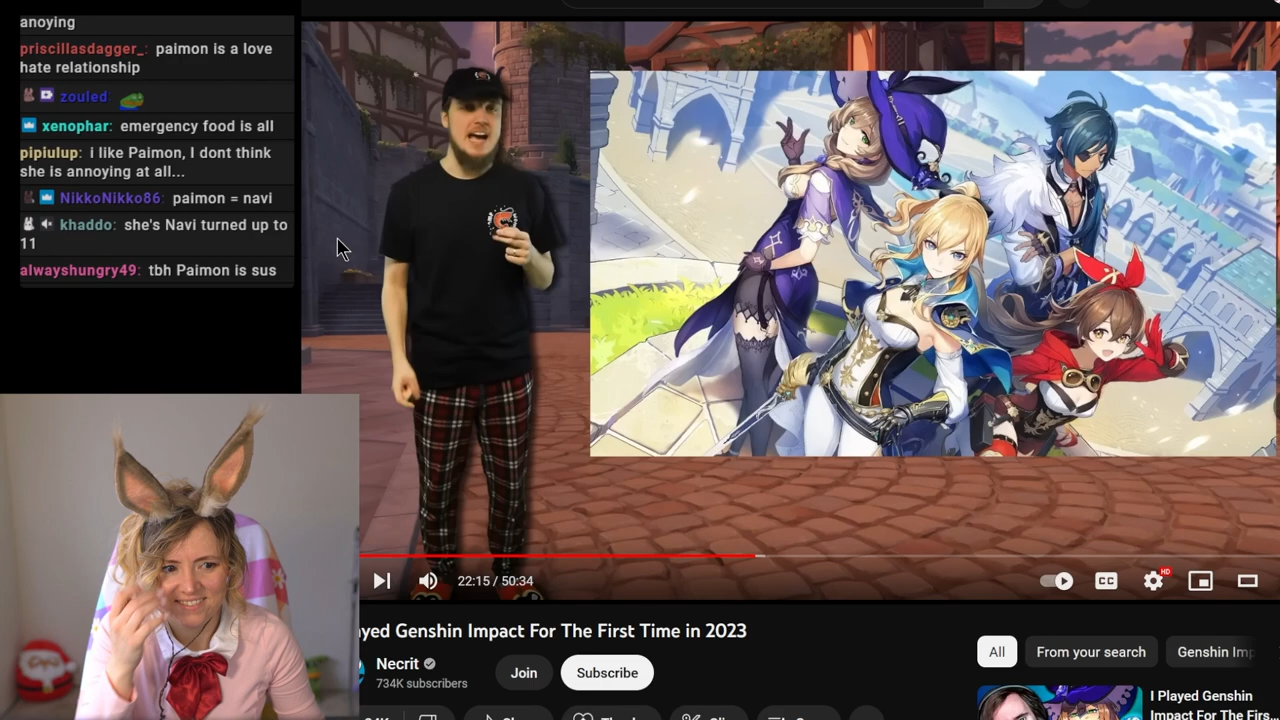 anoying
priscillasdagger_: paimon is a love
hate relationship
zouled
xenophar: emergency food is all
pipiulup: i like Paimon, I dont think
she is annoying at all...
NikkoNikko86: paimon = navi
khaddo: she's Navi turned up to
11
alwayshungry49: tbh Paimon is sus
22:15 / 50:34
CC
HD
ayed Genshin Impact For The First Time in 2023
Necrit
734K subscribers
Join
Subscribe
All
From your search
Genshin Imp
I Played Genshin
Impact For The Firs